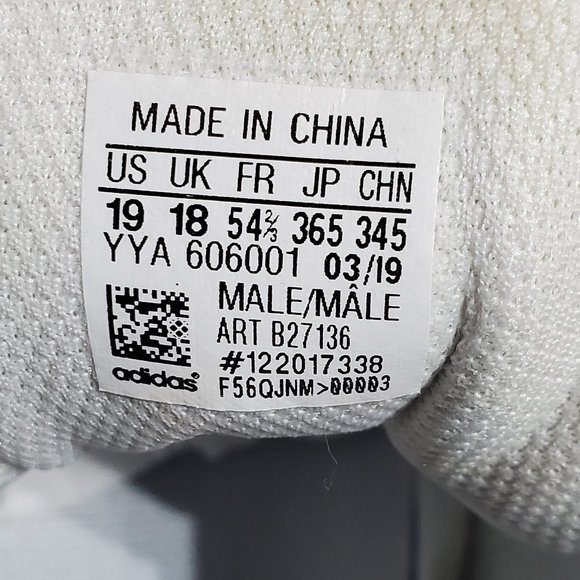 MADE IN CHINA
US UK FR JP CHN
19 18 54⅔ 365 345
YYA 606001 03/19
MALE/MÂLE
ART B27136
#122017338
adidas F56QJNM>00003